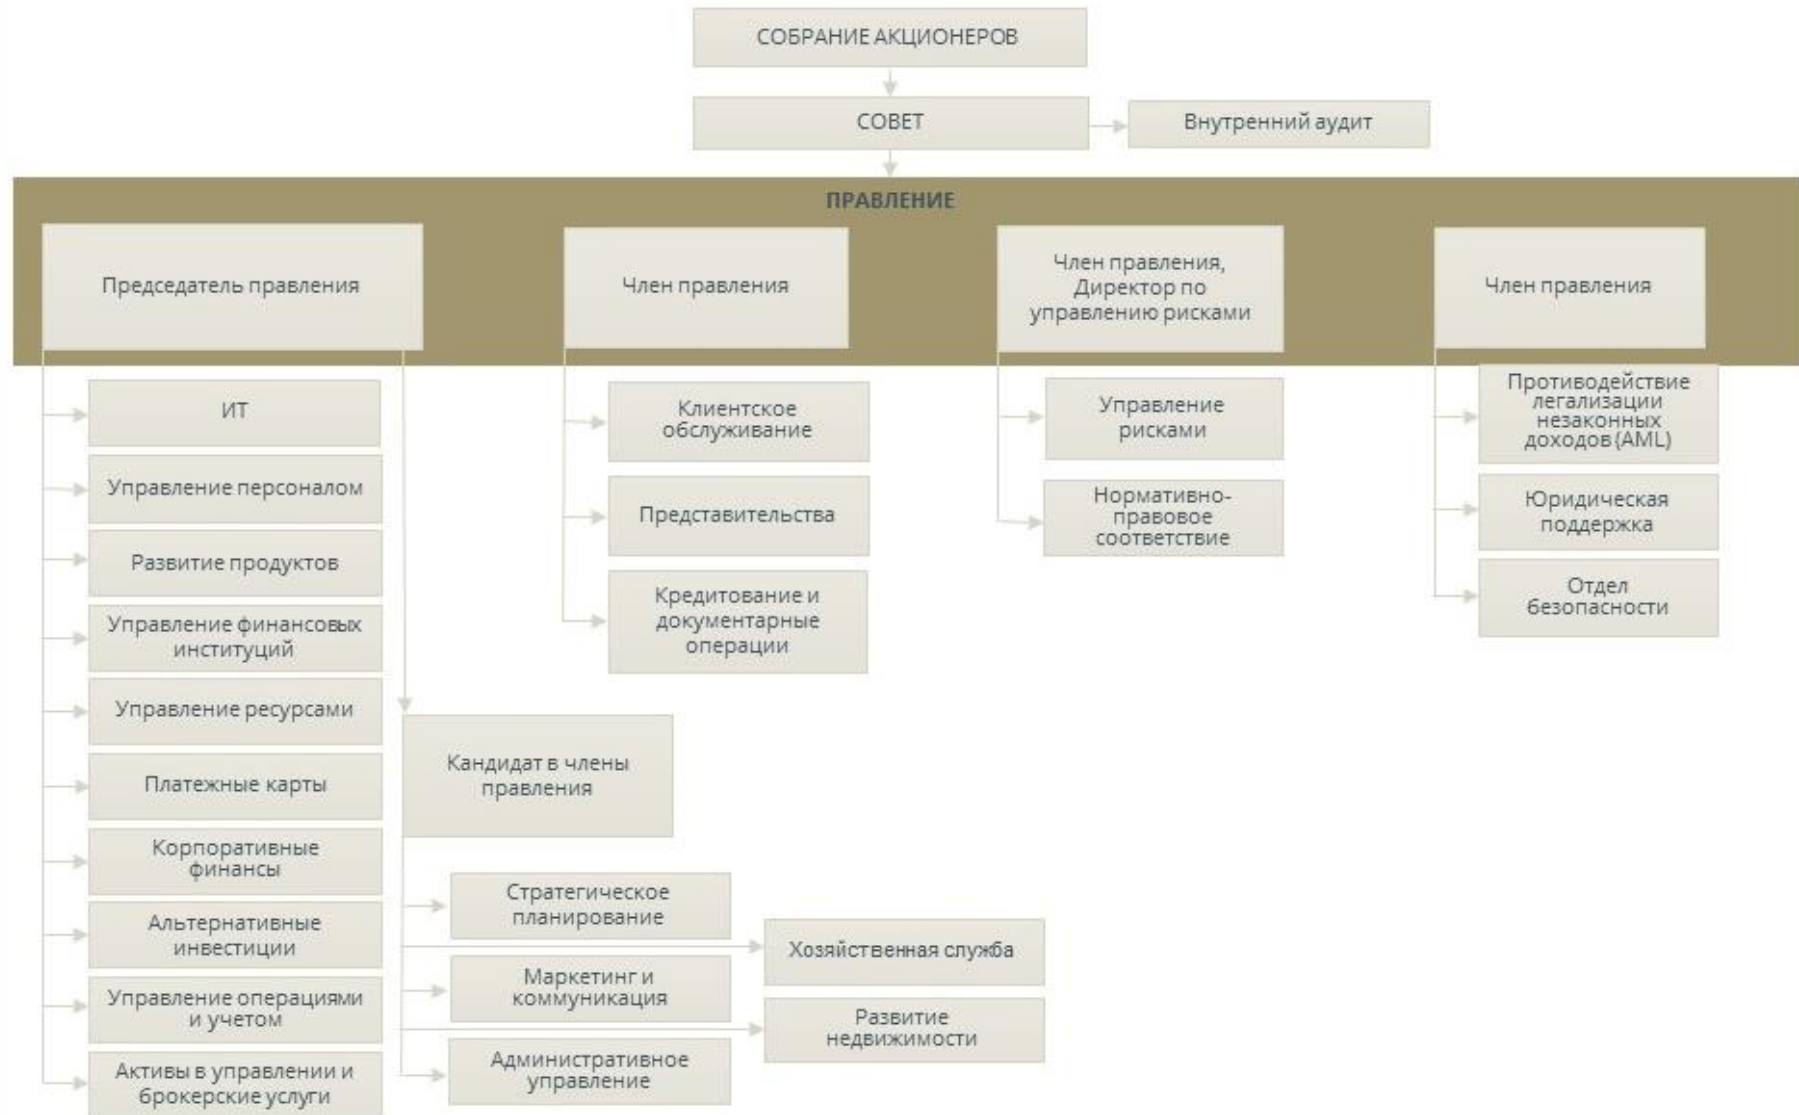 СОБРАНИЕ АКЦИОНЕРОВ
СОВЕТ
Внутренний аудит
ПРАВЛЕНИЕ
Председатель правления
Член правления
Член правления,
Директор по
управлению рисками
Член правления
ИТ
Управление персоналом
Развитие продуктов
Управление финансовых
институций
Управление ресурсами
Платежные карты
Корпоративные
финансы
Альтернативные
инвестиции
Управление операциями
и учетом
Активы в управлении и
брокерские услуги
Кандидат в члены
правления
Стратегическое
планирование
Маркетинг и
коммуникация
Административное
управление
Хозяйственная служба
Развитие
недвижимости
Клиентское
обслуживание
Представительства
Кредитование и
документарные
операции
Управление
рисками
Нормативно-
правовое
соответствие
Противодействие
легализации
незаконных
доходов (AML)
Юридическая
поддержка
Отдел
безопасности